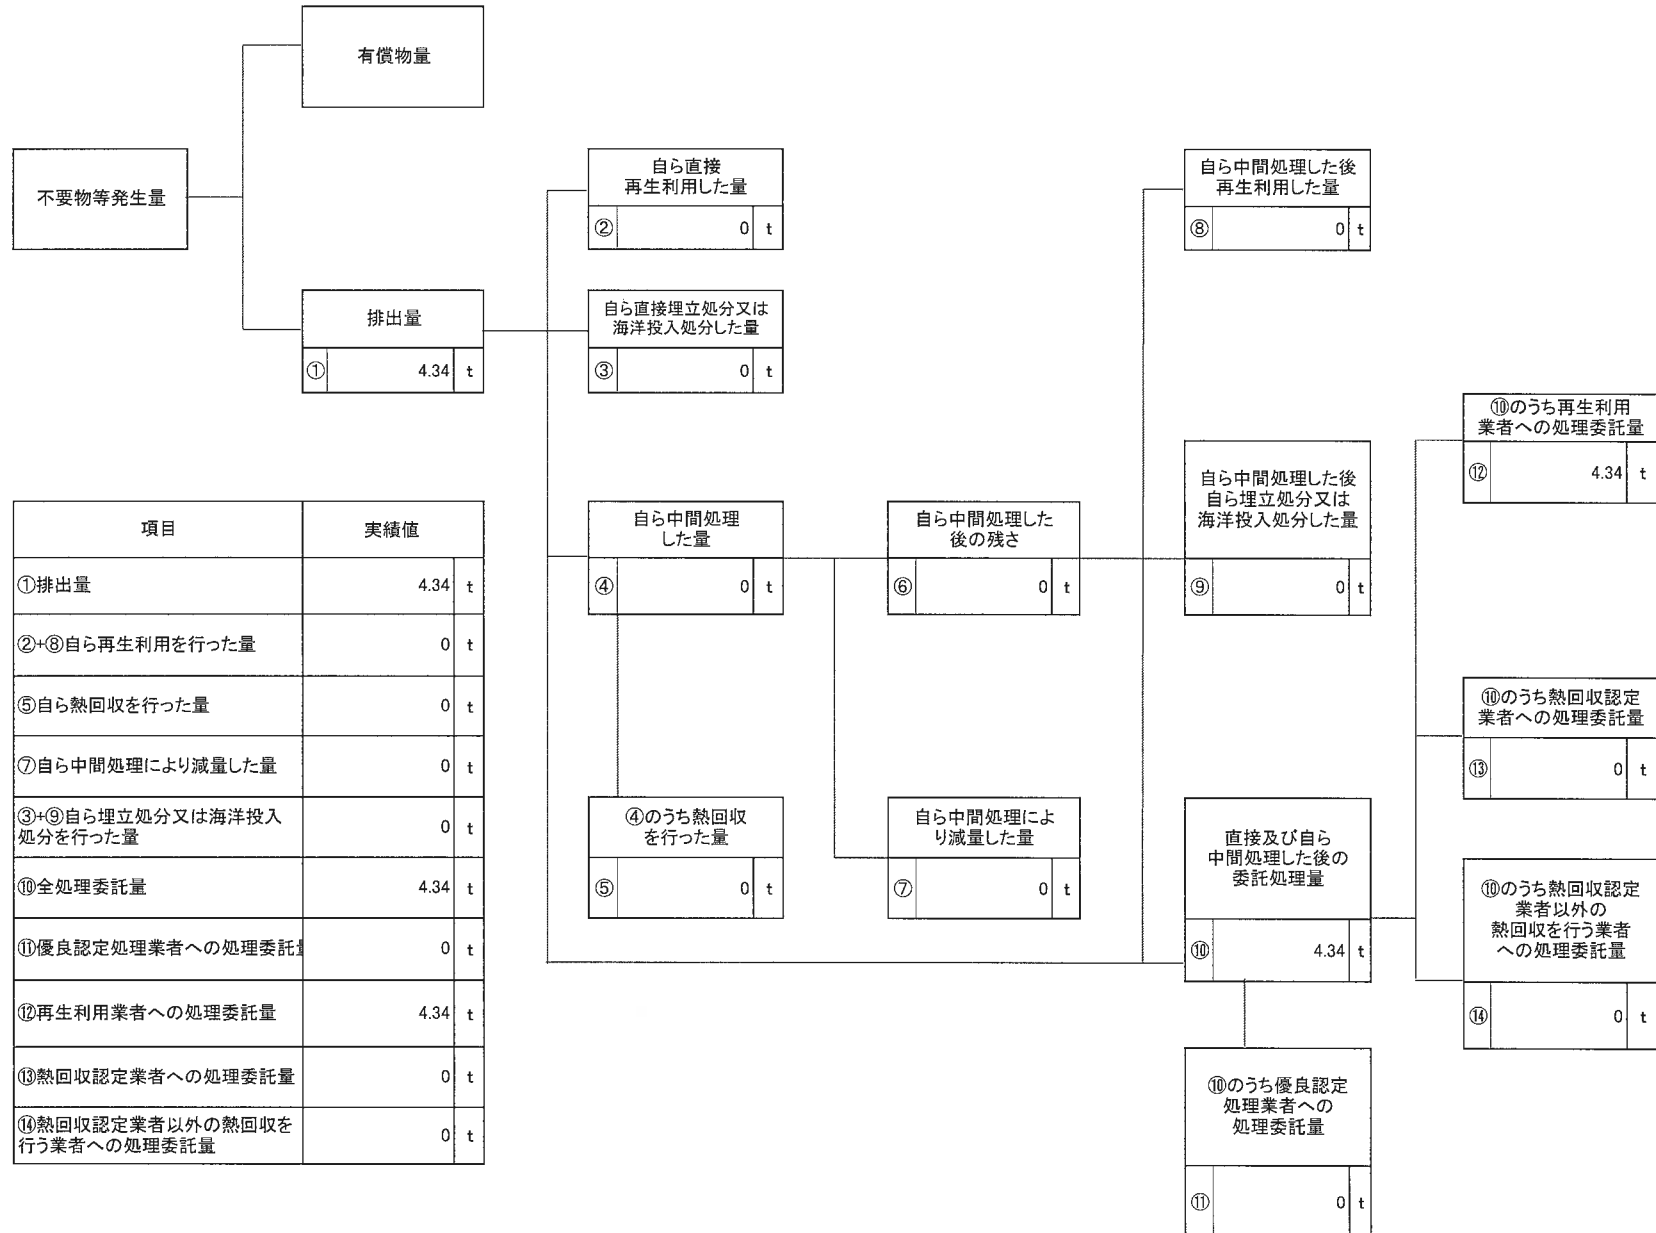 有償物量
不要物等発生量
排出量
① 4.34 t
自ら直接
再生利用した量
② 0 t
自ら直接埋立処分又は
海洋投入処分した量
③ 0 t
自ら中間処理
した量
④ 0 t
④のうち熱回収
を行った量
⑤ 0 t
自ら中間処理した
後の残さ
⑥ 0 t
自ら中間処理によ
り減量した量
⑦ 0 t
自ら中間処理した後
再生利用した量
⑧ 0 t
自ら中間処理した後
自ら埋立処分又は
海洋投入処分した量
⑨ 0 t
直接及び自ら
中間処理した後の
委託処理量
⑩ 4.34 t
⑩のうち優良認定
処理業者への
処理委託量
⑪ 0 t
⑩のうち再生利用
業者への処理委託量
⑫ 4.34 t
⑩のうち熱回収認定
業者への処理委託量
⑬ 0 t
⑩のうち熱回収認定
業者以外の
熱回収を行う業者
への処理委託量
⑭ 0 t
項目 実績値
①排出量 4.34 t
②+⑧自ら再生利用を行った量 0 t
⑤自ら熱回収を行った量 0 t
⑦自ら中間処理により減量した量 0 t
③+⑨自ら埋立処分又は海洋投入
処分を行った量 0 t
⑩全処理委託量 4.34 t
⑪優良認定処理業者への処理委託 0 t
⑫再生利用業者への処理委託量 4.34 t
⑬熱回収認定業者への処理委託量 0 t
⑭熱回収認定業者以外の熱回収を
行う業者への処理委託量 0 t